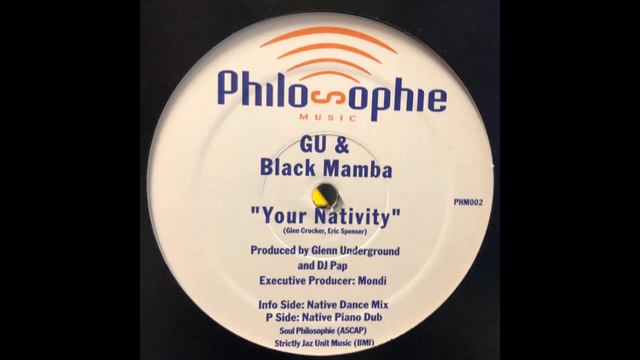 Philosophie
MUSIC
GU &
Black Mamba
PHM002
"Your Nativity"
(Glen Crocker, Eric Spenser)
Produced by Glenn Underground
and DJ Pap
Executive Producer: Mondi
Info Side: Native Dance Mix
P Side: Native Piano Dub
Soul Philosophie (ASCAP)
Strictly Jaz Unit Music (BMI)